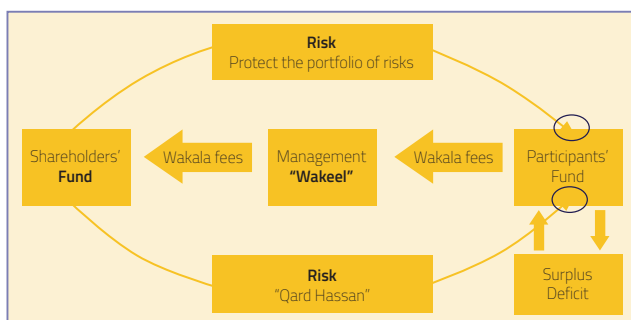 Risk
Protect the portfolio of risks
Shareholders'
Fund
Wakala fees
Management
"Wakeel"
Wakala fees
Participants'
Fund
Risk
"Qard Hassan"
Surplus
Deficit